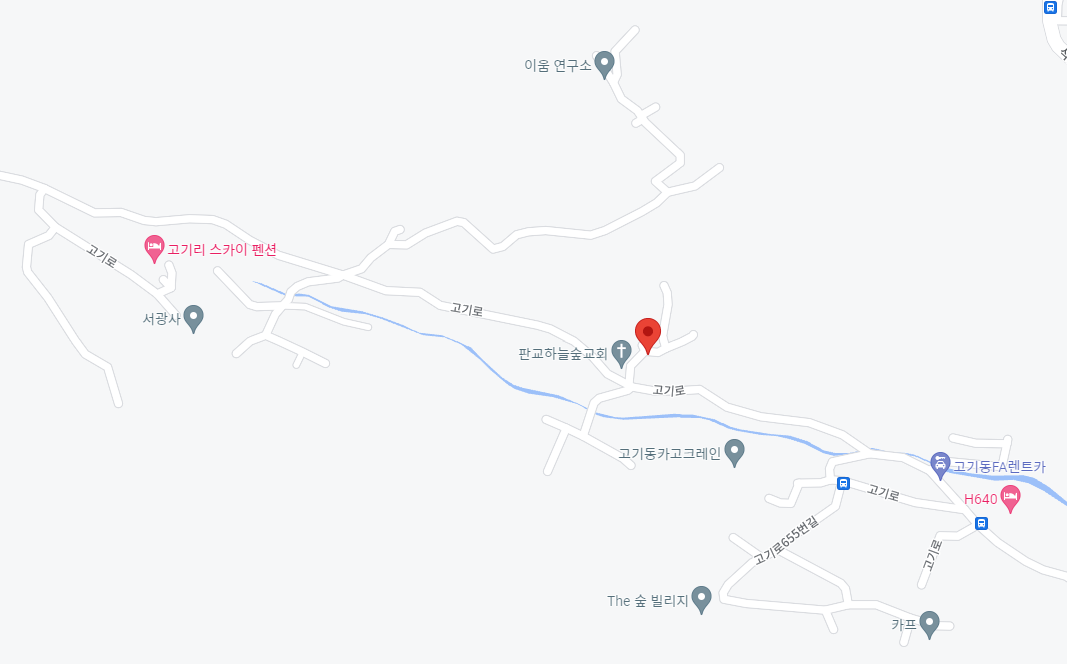 이움 연구소
고기로
고기리 스카이 펜션
서광사
고기로
판교하늘숲교회
고기로
고기동카고크레인
고기동FA렌트카
고기로
H640
고기로655번길
고기로
The 숲 빌리지
카프